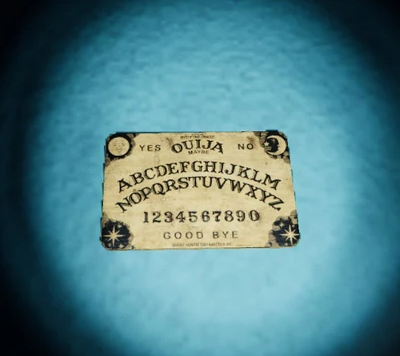 YES OUIJA NO
MAYBE
ABCDEFGHIJKLM
NOPQRSTUVWXYZ
1234567890
GOOD BYE